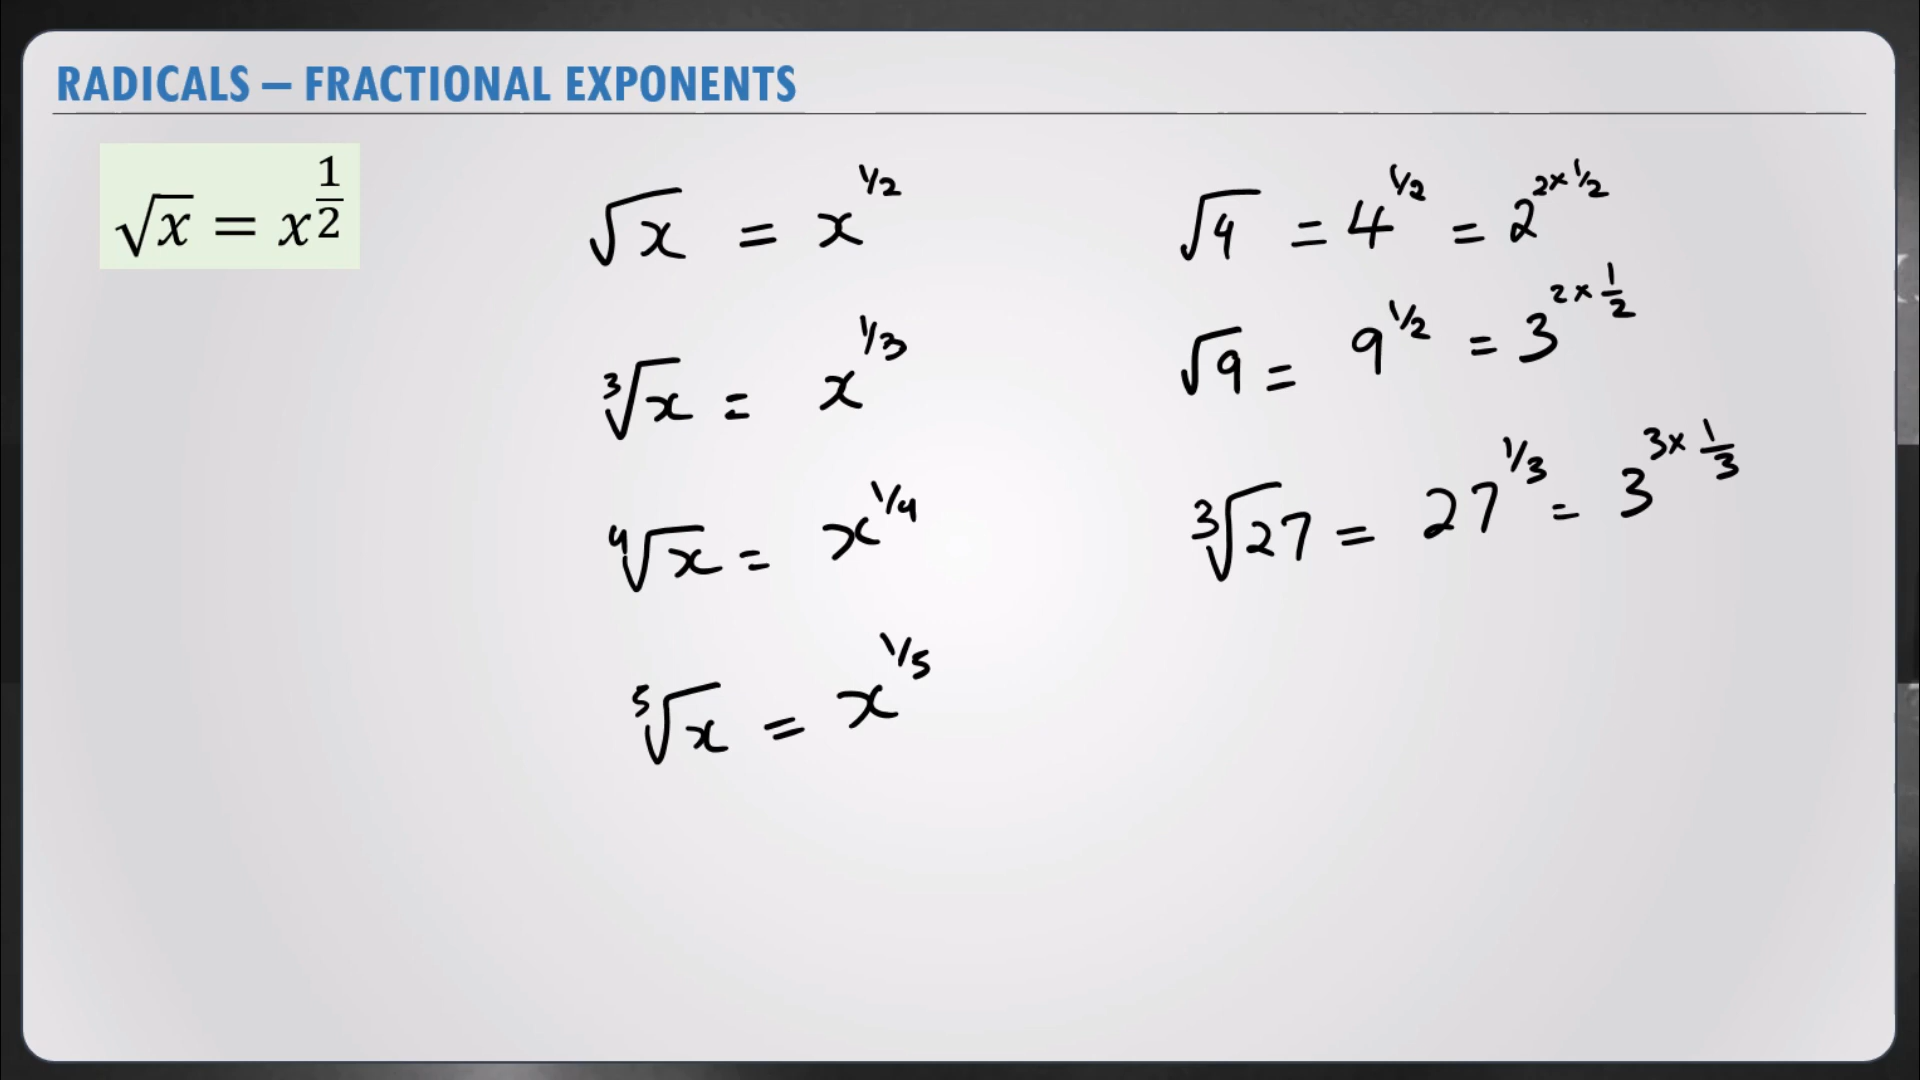 RADICALS – FRACTIONAL EXPONENTS
√x = x^(1/2)
√x = x^(1/2)
∛x = x^(1/3)
∜x = x^(1/4)
⁵√x = x^(1/5)
√4 = 4^(1/2) = 2^(2×1/2)
√9 = 9^(1/2) = 3^(2×1/2)
∛27 = 27^(1/3) = 3^(3×1/3)